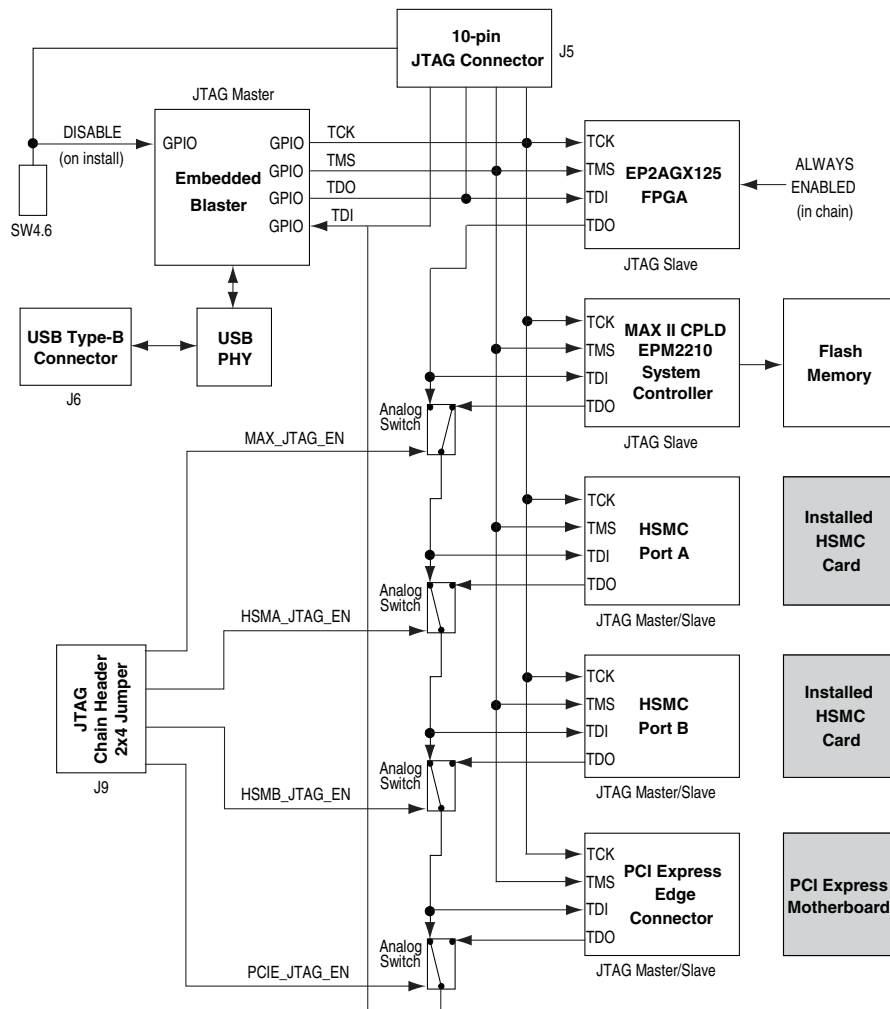 10-pin
JTAG Connector
J5
JTAG Master
DISABLE
(on install)
SW4.6
GPIO
Embedded
Blaster
GPIO
GPIO
GPIO
GPIO
TCK
TMS
TDO
TDI
TCK
TMS
TDI
TDO
EP2AGX125
FPGA
JTAG Slave
ALWAYS
ENABLED
(in chain)
USB Type-B
Connector
J6
USB
PHY
TCK
TMS
TDI
TDO
MAX II CPLD
EPM2210
System
Controller
JTAG Slave
Flash
Memory
Analog
Switch
MAX_JTAG_EN
TCK
TMS
TDI
TDO
HSMC
Port A
JTAG Master/Slave
Installed
HSMC
Card
Analog
Switch
HSMA_JTAG_EN
JTAG
Chain Header
2x4 Jumper
J9
TCK
TMS
TDI
TDO
HSMC
Port B
JTAG Master/Slave
Installed
HSMC
Card
Analog
Switch
HSMB_JTAG_EN
TCK
TMS
TDI
TDO
PCI Express
Edge
Connector
JTAG Master/Slave
PCI Express
Motherboard
Analog
Switch
PCIE_JTAG_EN